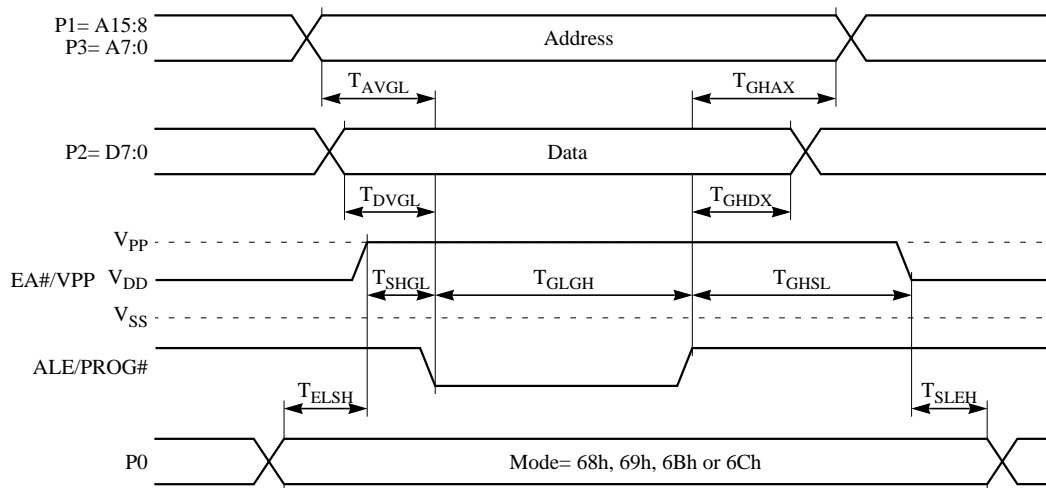 P1= A15:8
P3= A7:0
Address
TAVGL
TGHAX
P2= D7:0
Data
TDVGL
TGHDX
VPP
EA#/VPP VDD
TSHGL
TGLGH
TGHSL
VSS
ALE/PROG#
TELSH
TSLEH
P0
Mode= 68h, 69h, 6Bh or 6Ch